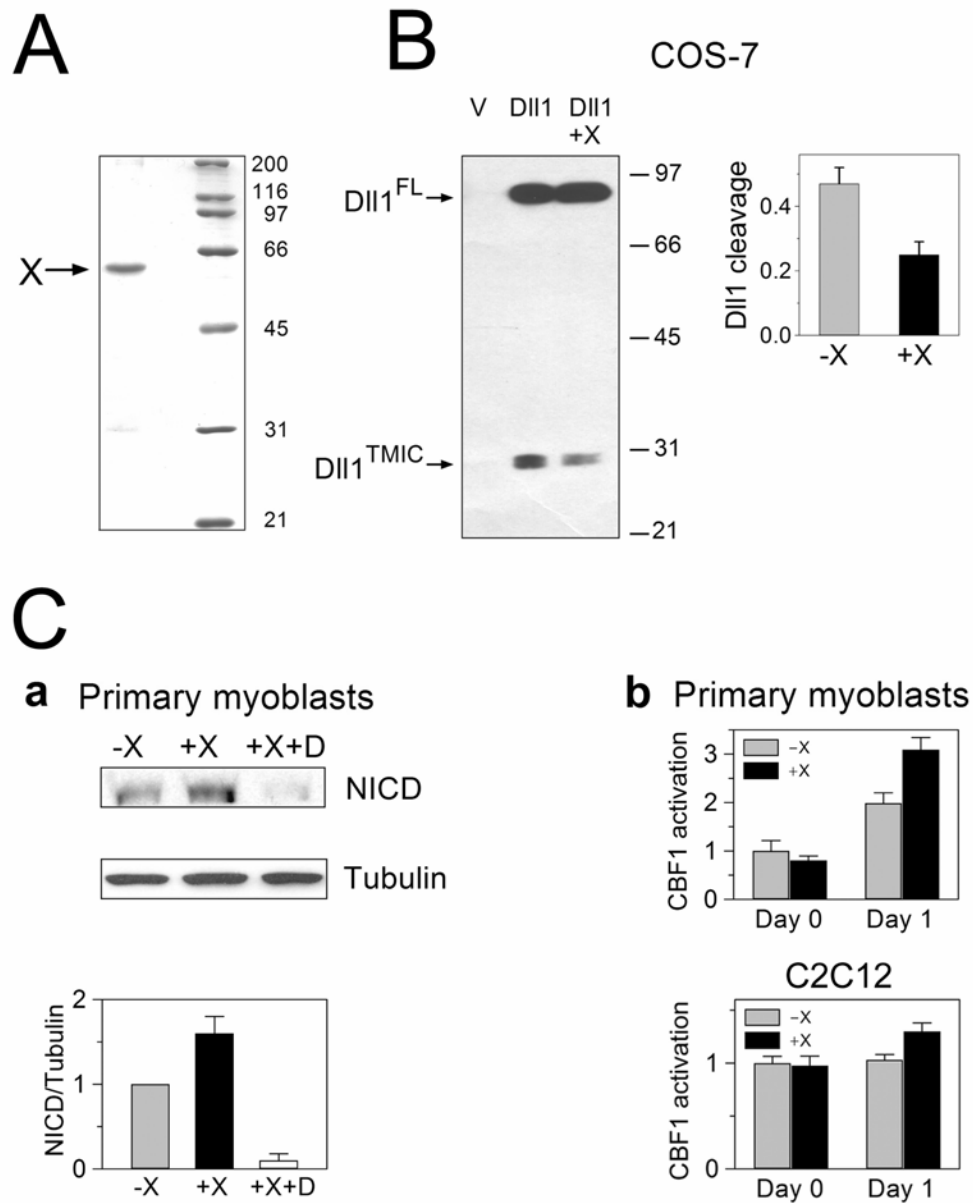 A
200
116
97
66
X
45
31
21
B
COS-7
V Dll1 Dll1
+X
Dll1FL
97
66
45
31
Dll1TMIC
21
Dll1 cleavage
0.4
0.2
0.0
-X +X
C
a Primary myoblasts
-X +X +X+D
NICD
Tubulin
NICD/Tubulin
2
1
0
-X +X +X+D
b Primary myoblasts
CBF1 activation
3
2
1
0
-X
+X
Day 0 Day 1
C2C12
CBF1 activation
1
0
-X
+X
Day 0 Day 1